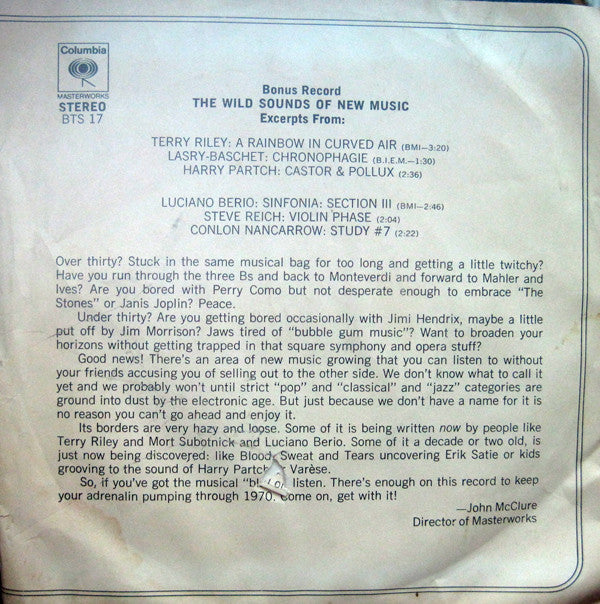 Columbia
MASTERWORKS
STEREO
BTS 17
Bonus Record
THE WILD SOUNDS OF NEW MUSIC
Excerpts From:
TERRY RILEY: A RAINBOW IN CURVED AIR (BMI—3:20)
LASRY-BASCHET: CHRONOPHAGIE (B.I.E.M.—1:30)
HARRY PARTCH: CASTOR & POLLUX (2:36)
LUCIANO BERIO: SINFONIA: SECTION III (BMI—2:46)
STEVE REICH: VIOLIN PHASE (2:04)
CONLON NANCARROW: STUDY #7 (2:22)
Over thirty? Stuck in the same musical bag for too long and getting a little twitchy?
Have you run through the three Bs and back to Monteverdi and forward to Mahler and
Ives? Are you bored with Perry Como but not desperate enough to embrace "The
Stones" or Janis Joplin? Peace.
Under thirty? Are you getting bored occasionally with Jimi Hendrix, maybe a little
put off by Jim Morrison? Jaws tired of "bubble gum music"? Want to broaden your
horizons without getting trapped in that square symphony and opera stuff?
Good news! There's an area of new music growing that you can listen to without
your friends accusing you of selling out to the other side. We don't know what to call it
yet and we probably won't until strict "pop" and "classical" and "jazz" categories are
ground into dust by the electronic age. But just because we don't have a name for it is
no reason you can't go ahead and enjoy it.
Its borders are very hazy and loose. Some of it is being written now by people like
Terry Riley and Mort Subotnick and Luciano Berio. Some of it a decade or two old, is
just now being discovered: like Blood, Sweat and Tears uncovering Erik Satie or kids
grooving to the sound of Harry Partch Varèse.
So, if you've got the musical listen. There's enough on this record to keep
your adrenalin pumping through 1970. ome on, get with it!
—John McClure
Director of Masterworks